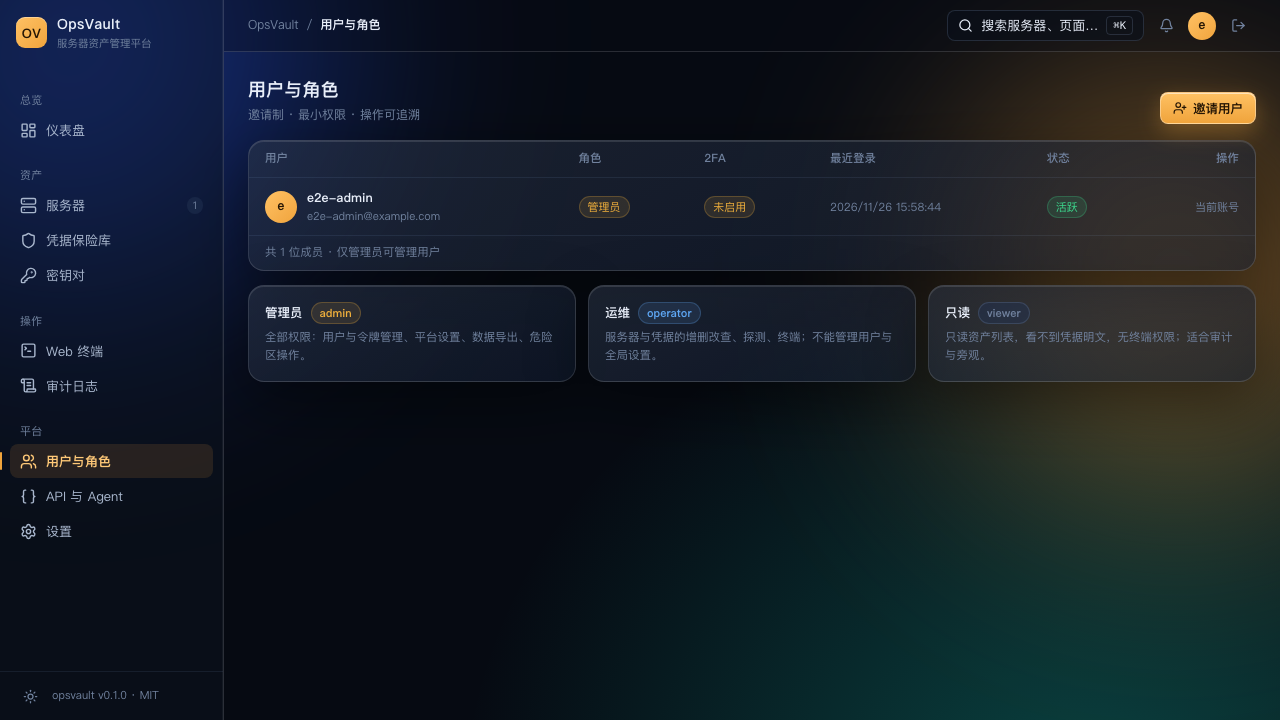 OV
OpsVault
服务器资产管理平台
总览
仪表盘
资产
服务器 1
凭据保险库
密钥对
操作
Web 终端
审计日志
平台
用户与角色
API 与 Agent
设置
opsvault v0.1.0 · MIT
OpsVault / 用户与角色
搜索服务器、页面… ⌘K
e
用户与角色
邀请制 · 最小权限 · 操作可追溯
邀请用户
用户 角色 2FA 最近登录 状态 操作
e e2e-admin 管理员 未启用 2026/11/26 15:58:44 活跃 当前账号
e2e-admin@example.com
共 1 位成员 · 仅管理员可管理用户
管理员 admin
全部权限：用户与令牌管理、平台设置、数据导出、危险
区操作。
运维 operator
服务器与凭据的增删改查、探测、终端；不能管理用户与
全局设置。
只读 viewer
只读资产列表，看不到凭据明文，无终端权限；适合审计
与旁观。